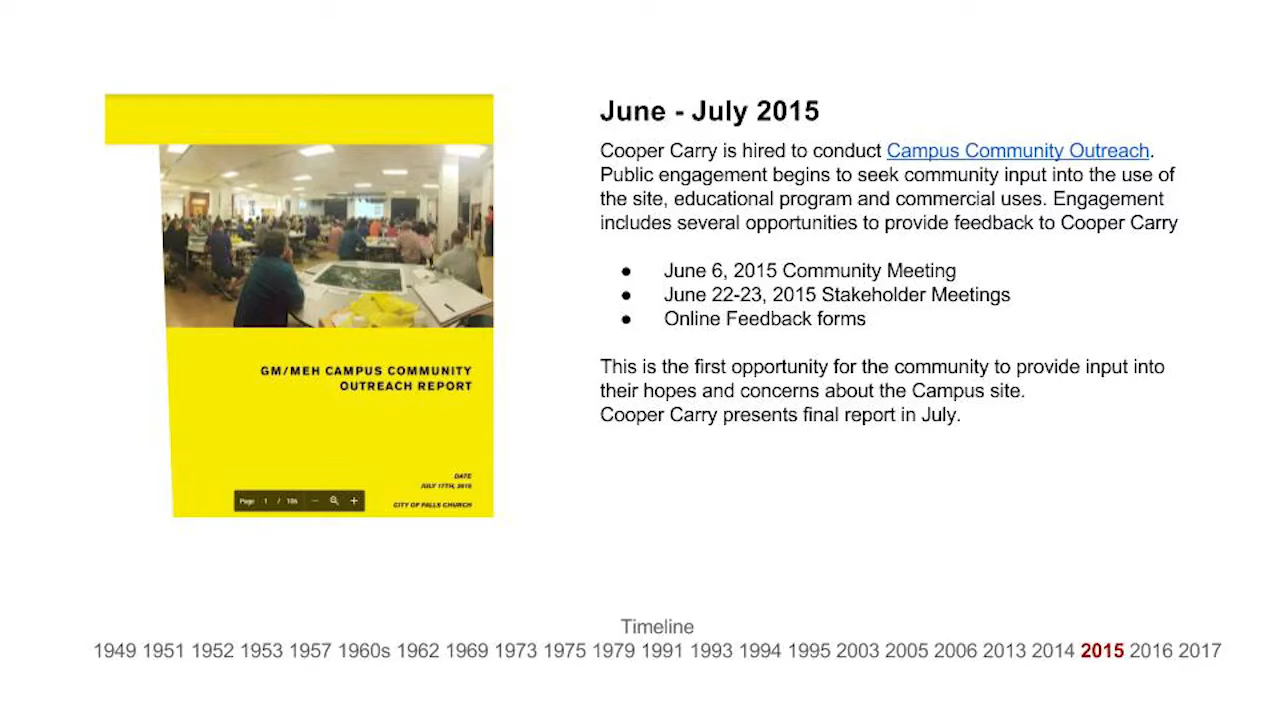 June - July 2015
Cooper Carry is hired to conduct Campus Community Outreach.
Public engagement begins to seek community input into the use of
the site, educational program and commercial uses. Engagement
includes several opportunities to provide feedback to Cooper Carry
● June 6, 2015 Community Meeting
● June 22-23, 2015 Stakeholder Meetings
● Online Feedback forms
This is the first opportunity for the community to provide input into
their hopes and concerns about the Campus site.
Cooper Carry presents final report in July.
GM/MEH CAMPUS COMMUNITY
OUTREACH REPORT
DATE
JULY 17TH, 2015
Page 1 / 106
CITY OF FALLS CHURCH
Timeline
1949 1951 1952 1953 1957 1960s 1962 1969 1973 1975 1979 1991 1993 1994 1995 2003 2005 2006 2013 2014 2015 2016 2017